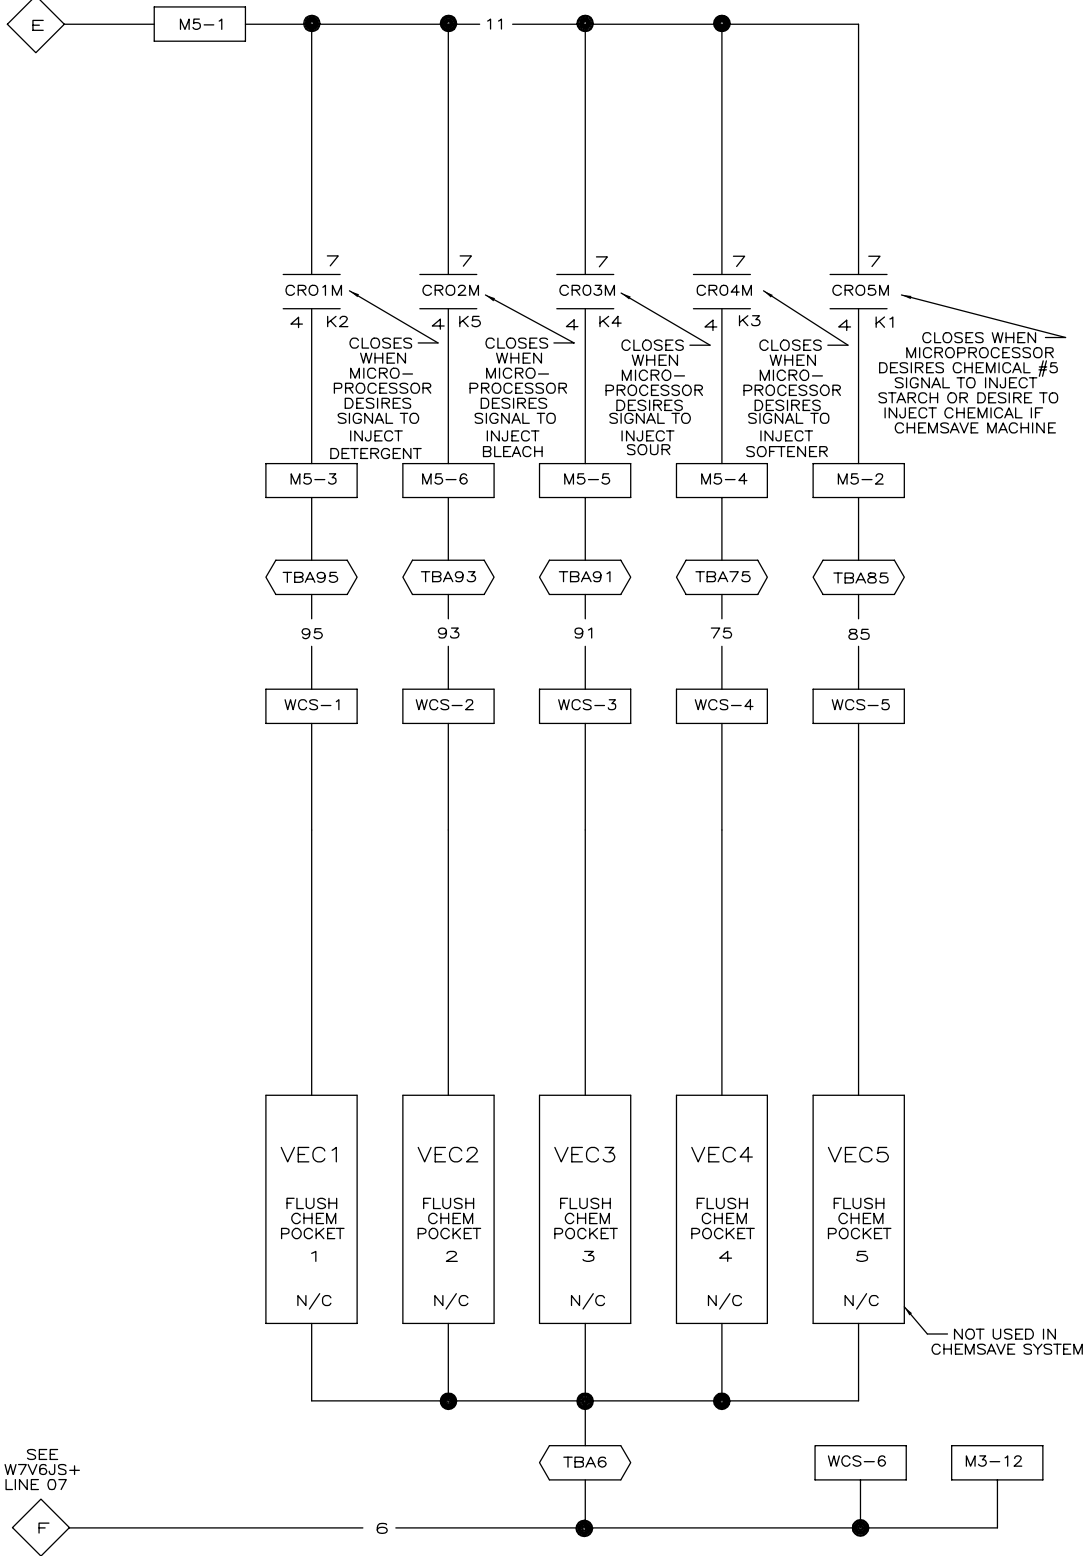 E
M5-1
11
7
7
7
7
7
CR01M
CR02M
CR03M
CR04M
CR05M
4 K2
4 K5
4 K4
4 K3
4 K1
CLOSES
WHEN
MICRO-
PROCESSOR
DESIRES
SIGNAL TO
INJECT
DETERGENT
CLOSES
WHEN
MICRO-
PROCESSOR
DESIRES
SIGNAL TO
INJECT
BLEACH
CLOSES
WHEN
MICRO-
PROCESSOR
DESIRES
SIGNAL TO
INJECT
SOUR
CLOSES
WHEN
MICRO-
PROCESSOR
DESIRES
SIGNAL TO
INJECT
SOFTENER
CLOSES WHEN
MICROPROCESSOR
DESIRES CHEMICAL #5
SIGNAL TO INJECT
STARCH OR DESIRE TO
INJECT CHEMICAL IF
CHEMSAVE MACHINE
M5-3
M5-6
M5-5
M5-4
M5-2
TBA95
TBA93
TBA91
TBA75
TBA85
95
93
91
75
85
WCS-1
WCS-2
WCS-3
WCS-4
WCS-5
VEC1
FLUSH
CHEM
POCKET
1
N/C
VEC2
FLUSH
CHEM
POCKET
2
N/C
VEC3
FLUSH
CHEM
POCKET
3
N/C
VEC4
FLUSH
CHEM
POCKET
4
N/C
VEC5
FLUSH
CHEM
POCKET
5
N/C
NOT USED IN
CHEMSAVE SYSTEM
TBA6
WCS-6
M3-12
SEE
W7V6JS+
LINE 07
F
6